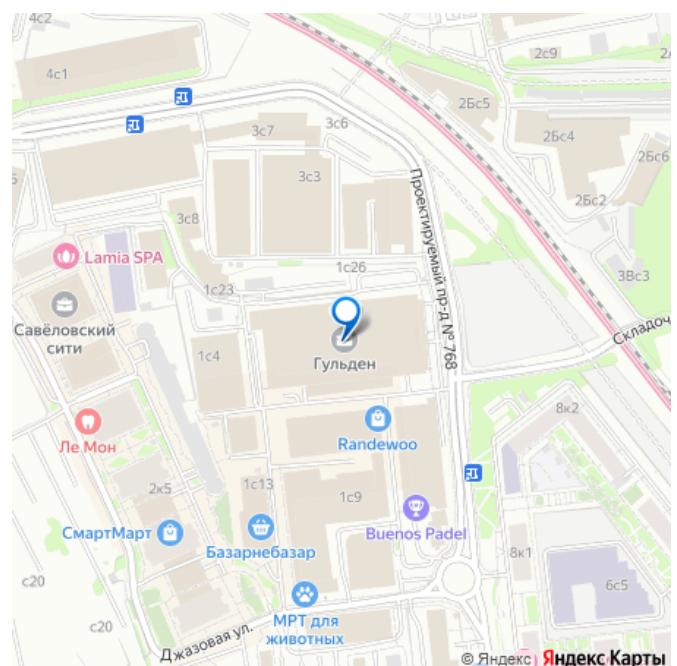 4с2
4с1
2с9
2Бс5
3с7
3с6
2Бс4
2Бс6
3с3
Проектируемый пр-д № 768
2Бс2
3с8
Lamia SPA
1с26
3Вс3
1с23
Савёловский
сити
Гульден
Складоч
1с4
8к2
Ле Мон
Randewoo
2к5
1с13
1с9
СмартМарт
Базарнебазар
Buenos Padel
8к1
6с5
с20
с20
МРТ для
животных
Джазовая ул.
© Яндекс Яндекс Карты